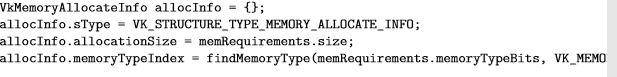 VkMemoryAllocateInfo allocInfo = {};
allocInfo.sType = VK_STRUCTURE_TYPE_MEMORY_ALLOCATE_INFO;
allocInfo.allocationSize = memRequirements.size;
allocInfo.memoryTypeIndex = findMemoryType(memRequirements.memoryTypeBits, VK_MEMO